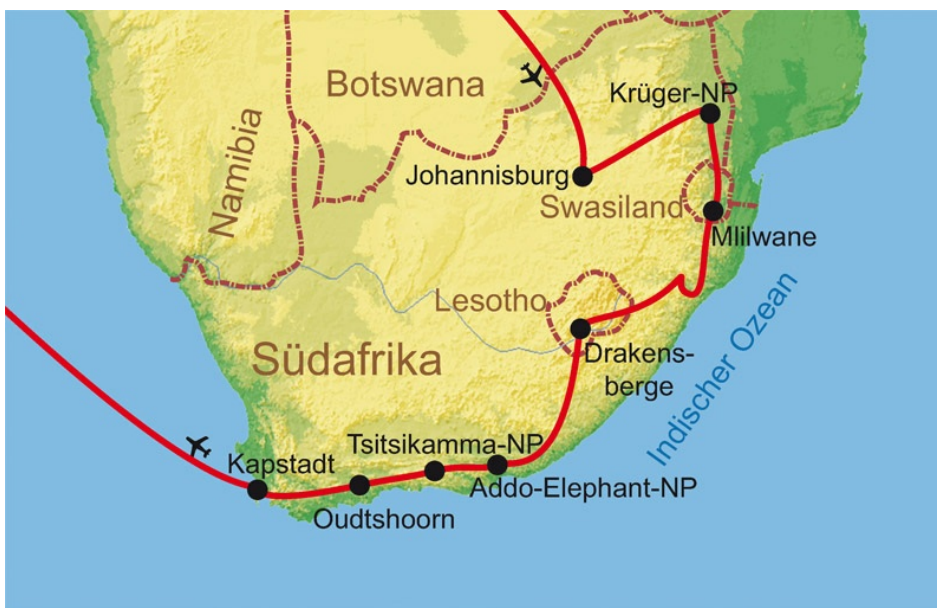 Botswana
Krüger-NP
Namibia
Johannisburg
Swasiland
Mlilwane
Lesotho
Südafrika
Drakens-
berge
Indischer Ozean
Tsitsikamma-NP
Kapstadt
Addo-Elephant-NP
Oudtshoorn